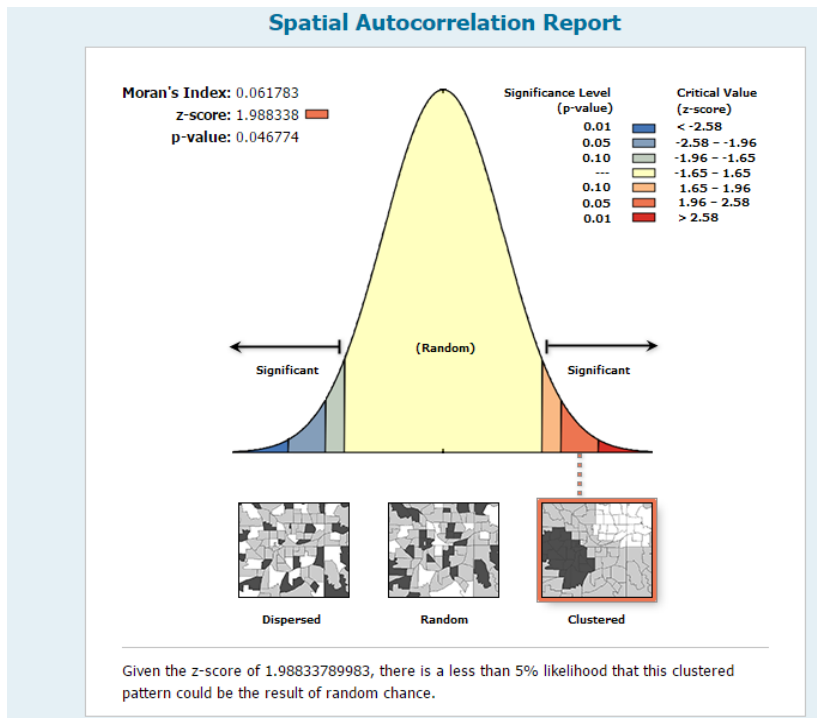 Spatial Autocorrelation Report
Moran's Index: 0.061783
z-score: 1.988338
p-value: 0.046774
Significance Level
(p-value)
Critical Value
(z-score)
0.01 < -2.58
0.05 -2.58 – -1.96
0.10 -1.96 – -1.65
--- -1.65 – 1.65
0.10 1.65 – 1.96
0.05 1.96 – 2.58
0.01 > 2.58
(Random)
Significant
Significant
Dispersed
Random
Clustered
Given the z-score of 1.98833789983, there is a less than 5% likelihood that this clustered
pattern could be the result of random chance.